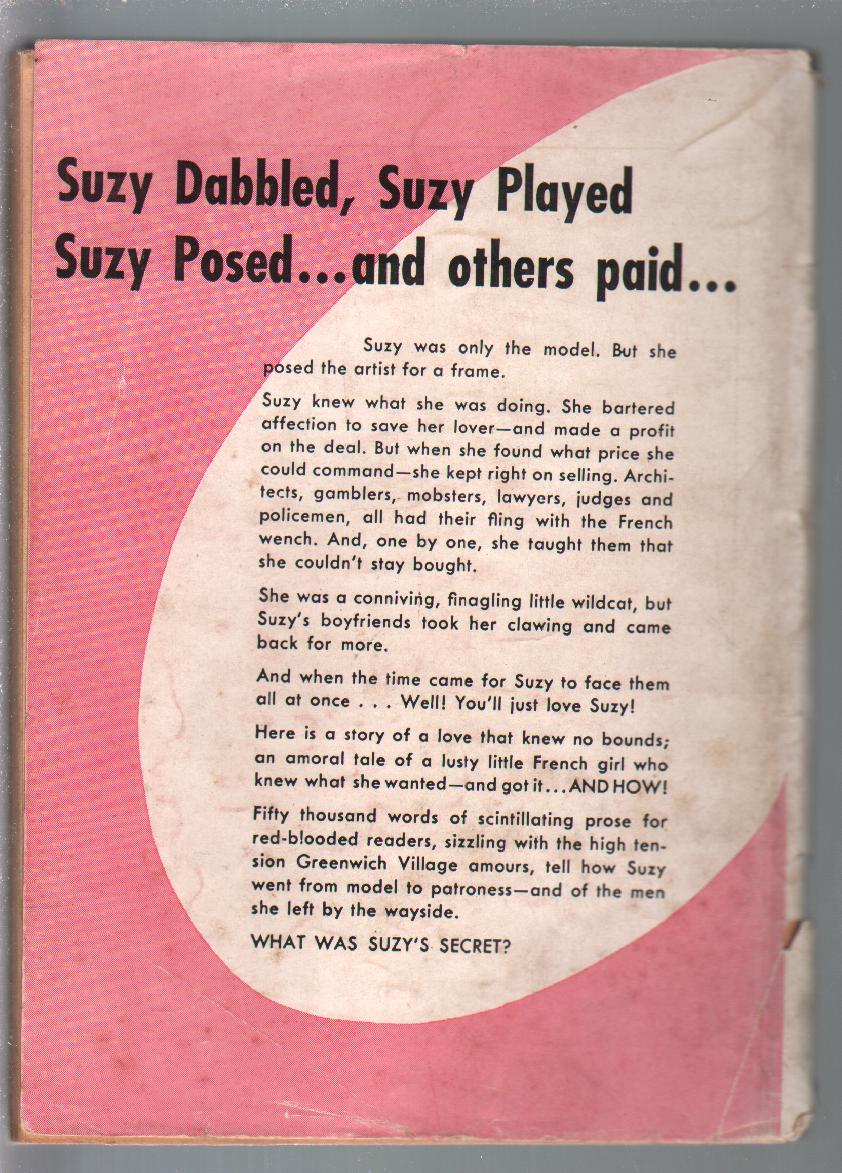 Suzy Dabbled, Suzy Played
Suzy Posed...and others paid...
Suzy was only the model. But she
posed the artist for a frame.
Suzy knew what she was doing. She bartered
affection to save her lover—and made a profit
on the deal. But when she found what price she
could command—she kept right on selling. Archi-
tects, gamblers, mobsters, lawyers, judges and
policemen, all had their fling with the French
wench. And, one by one, she taught them that
she couldn't stay bought.
She was a conniving, finagling little wildcat, but
Suzy's boyfriends took her clawing and came
back for more.
And when the time came for Suzy to face them
all at once . . . Well! You'll just love Suzy!
Here is a story of a love that knew no bounds;
an amoral tale of a lusty little French girl who
knew what she wanted—and got it...AND HOW!
Fifty thousand words of scintillating prose for
red-blooded readers, sizzling with the high ten-
sion Greenwich Village amours, tell how Suzy
went from model to patroness—and of the men
she left by the wayside.
WHAT WAS SUZY'S SECRET?